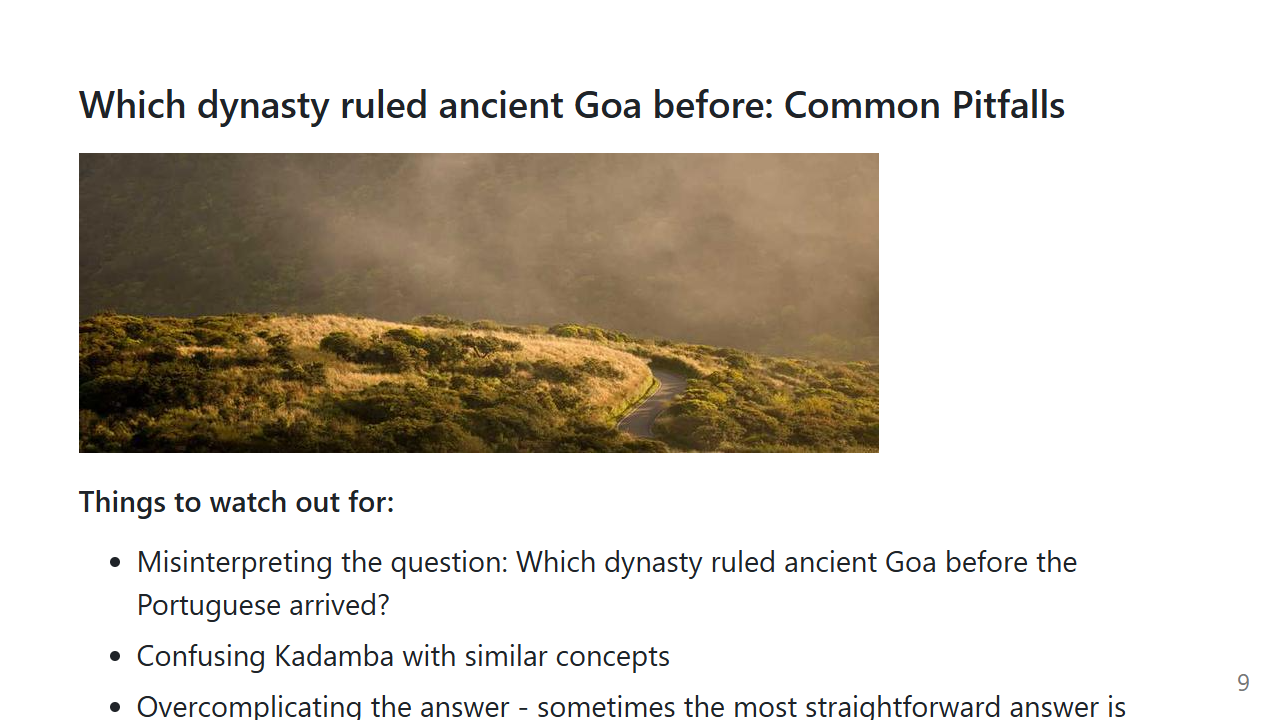 Which dynasty ruled ancient Goa before: Common Pitfalls
Things to watch out for:
• Misinterpreting the question: Which dynasty ruled ancient Goa before the
Portuguese arrived?
• Confusing Kadamba with similar concepts
• Overcomplicating the answer - sometimes the most straightforward answer is
9